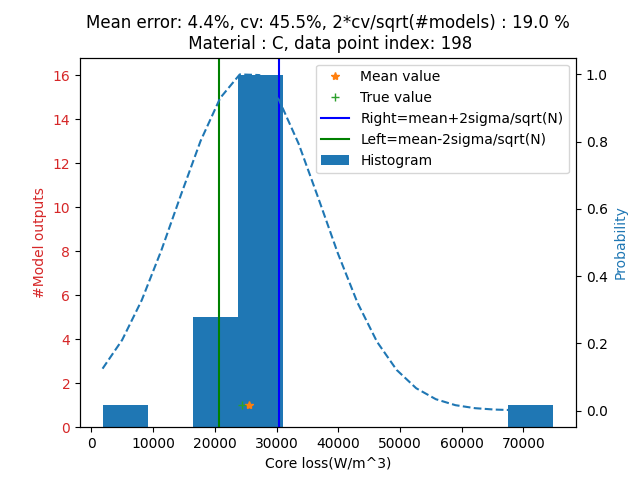 Mean error: 4.4%, cv: 45.5%, 2*cv/sqrt(#models) : 19.0 %
Material : C, data point index: 198
Mean value
True value
Right=mean+2sigma/sqrt(N)
Left=mean-2sigma/sqrt(N)
Histogram
#Model outputs
16
14
12
10
8
6
4
2
0
1.0
0.8
0.6
0.4
0.2
0.0
Probability
0 10000 20000 30000 40000 50000 60000 70000
Core loss(W/m^3)